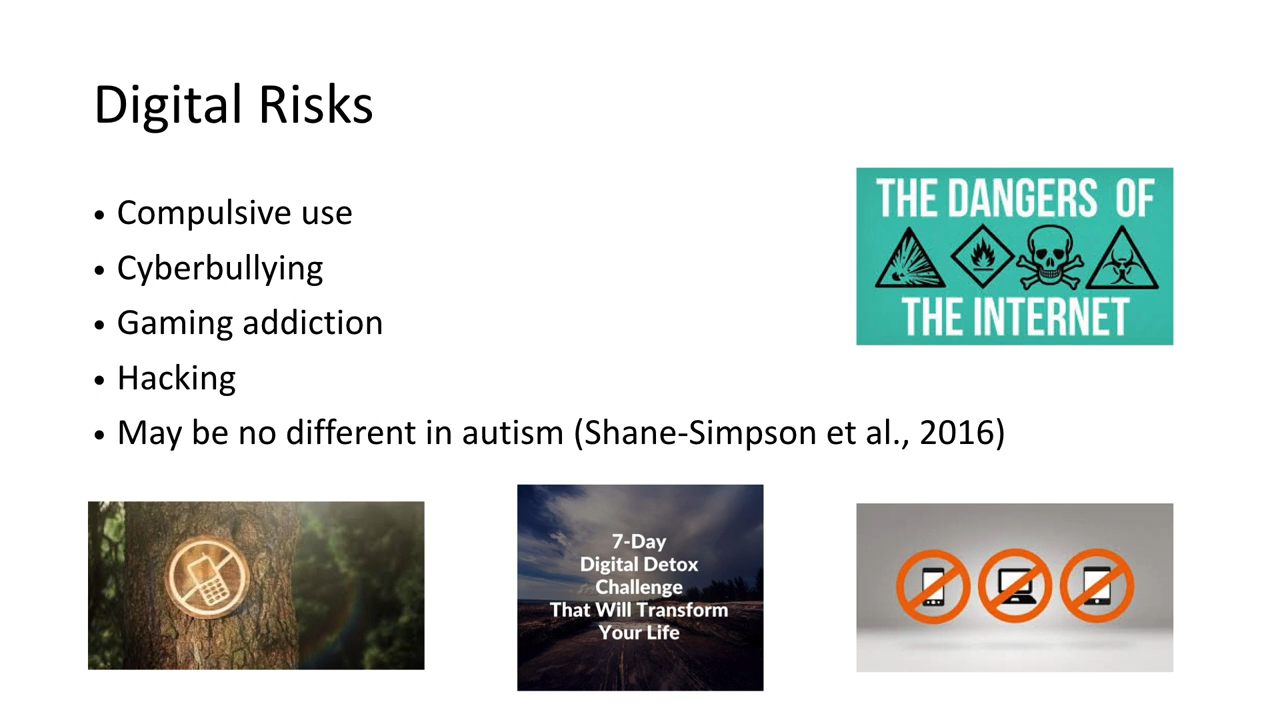 Digital Risks
• Compulsive use
• Cyberbullying
• Gaming addiction
• Hacking
• May be no different in autism (Shane-Simpson et al., 2016)
THE DANGERS OF
THE INTERNET
7-Day
Digital Detox
Challenge
That Will Transform
Your Life